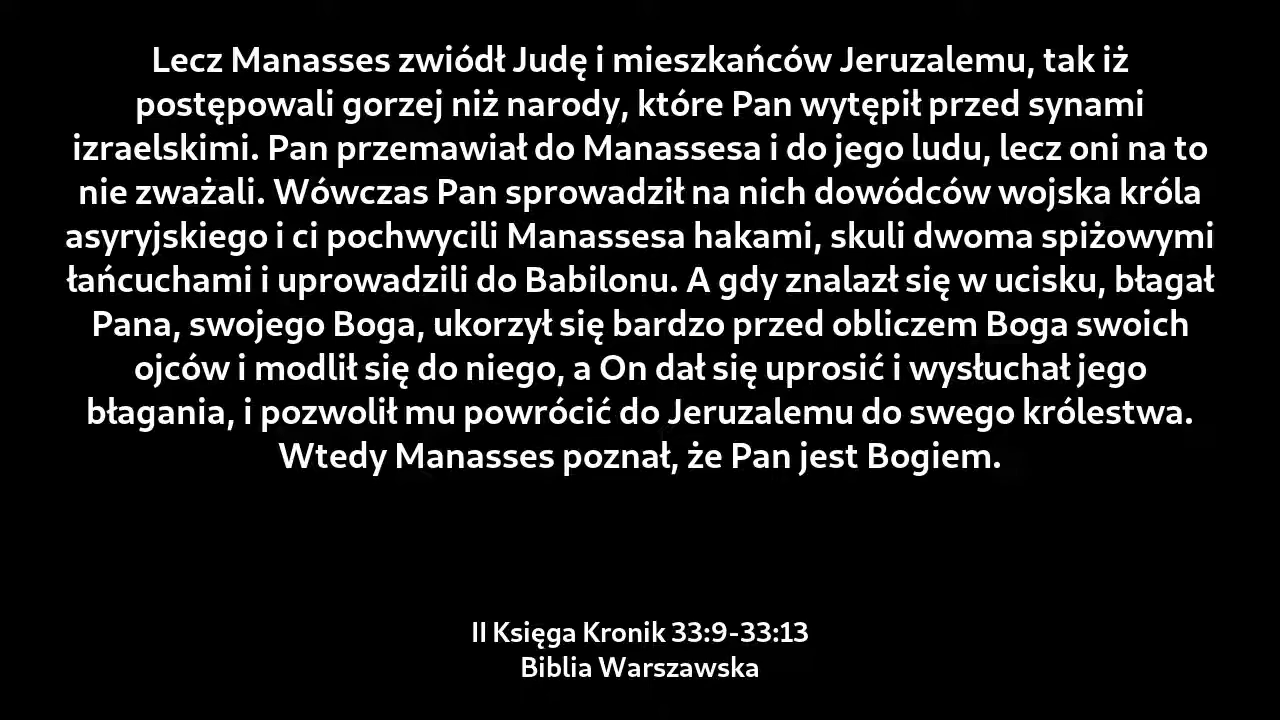 Lecz Manasses zwiódł Judę i mieszkańców Jeruzalemu, tak iż
postępowali gorzej niż narody, które Pan wytępił przed synami
izraelskimi. Pan przemawiał do Manassesa i do jego ludu, lecz oni na to
nie zważali. Wówczas Pan sprowadził na nich dowódców wojska króla
asyryjskiego i ci pochwycili Manassesa hakami, skuli dwoma spiżowymi
łańcuchami i uprowadzili do Babilonu. A gdy znalazł się w ucisku, błagał
Pana, swojego Boga, ukorzył się bardzo przed obliczem Boga swoich
ojców i modlił się do niego, a On dał się uprosić i wysłuchał jego
błagania, i pozwolił mu powrócić do Jeruzalemu do swego królestwa.
Wtedy Manasses poznał, że Pan jest Bogiem.
II Księga Kronik 33:9-33:13
Biblia Warszawska